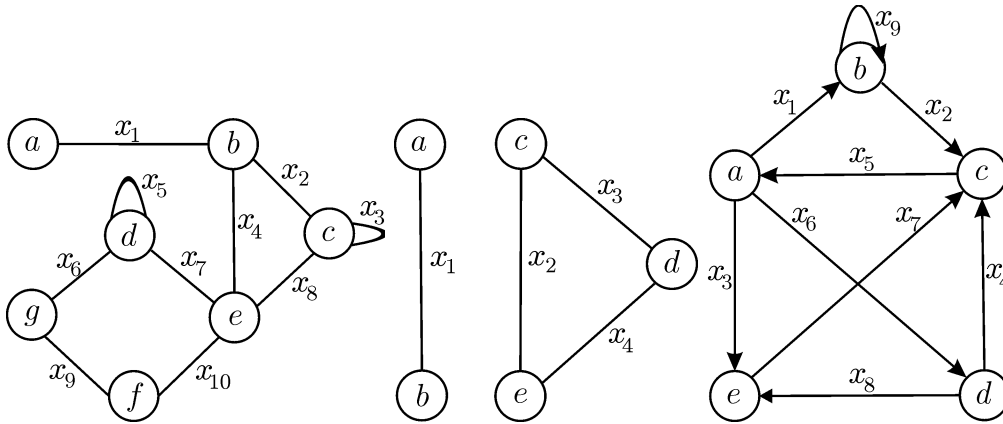 a x1 b
x2
x4
c x3
d x5
x6 x7
x8
g e
x9 x10
f
a
x1
b
c
x3
x2
d
x4
e
x9
b
x1 x2
a x5 c
x6 x7
x3 x4
e x8 d